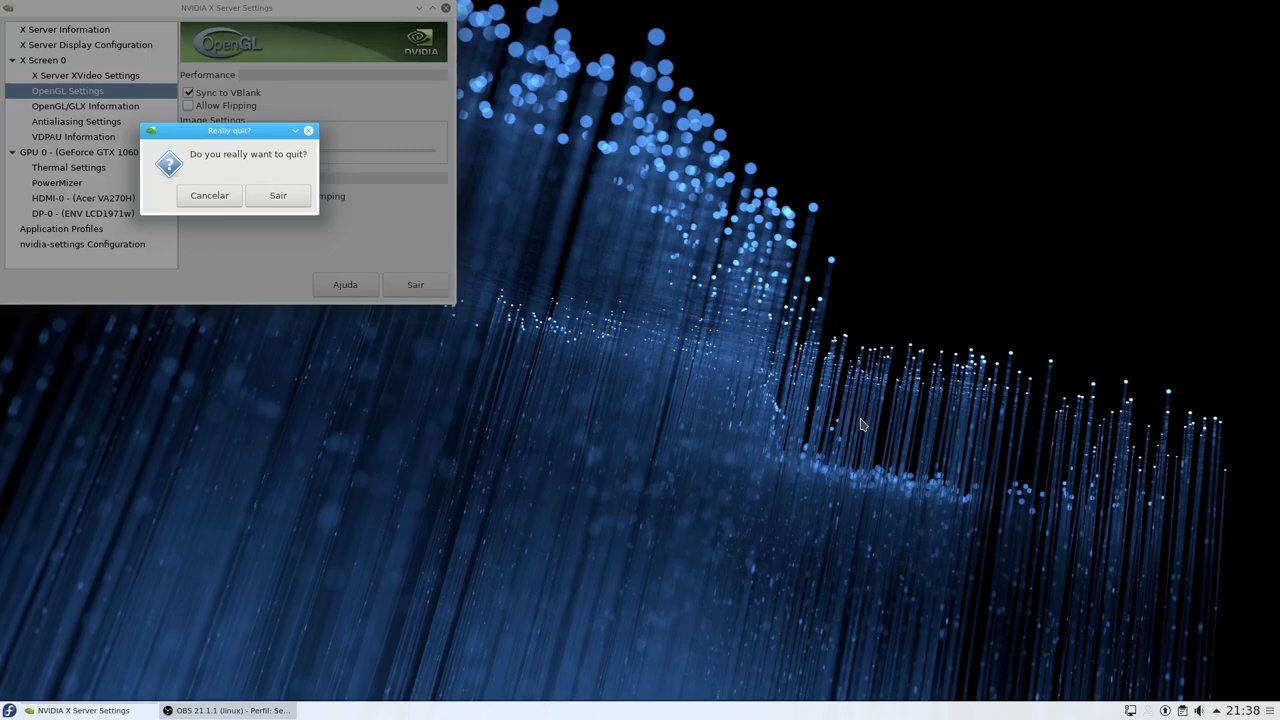 NVIDIA X Server Settings
X Server Information
X Server Display Configuration
X Screen 0
X Server XVideo Settings
OpenGL Settings
OpenGL/GLX Information
Antialiasing Settings
VDPAU Information
GPU 0 - (GeForce GTX 1060
Thermal Settings
PowerMizer
HDMI-0 - (Acer VA270H)
DP-0 - (ENV LCD1971w)
Application Profiles
nvidia-settings Configuration
OpenGL
NVIDIA
Performance
Sync to VBlank
Allow Flipping
Image Settings
Really quit?
Do you really want to quit?
Cancelar
Sair
Ajuda
Sair
NVIDIA X Server Settings
OBS 21.1.1 (linux) - Perfil: Se...
21:38